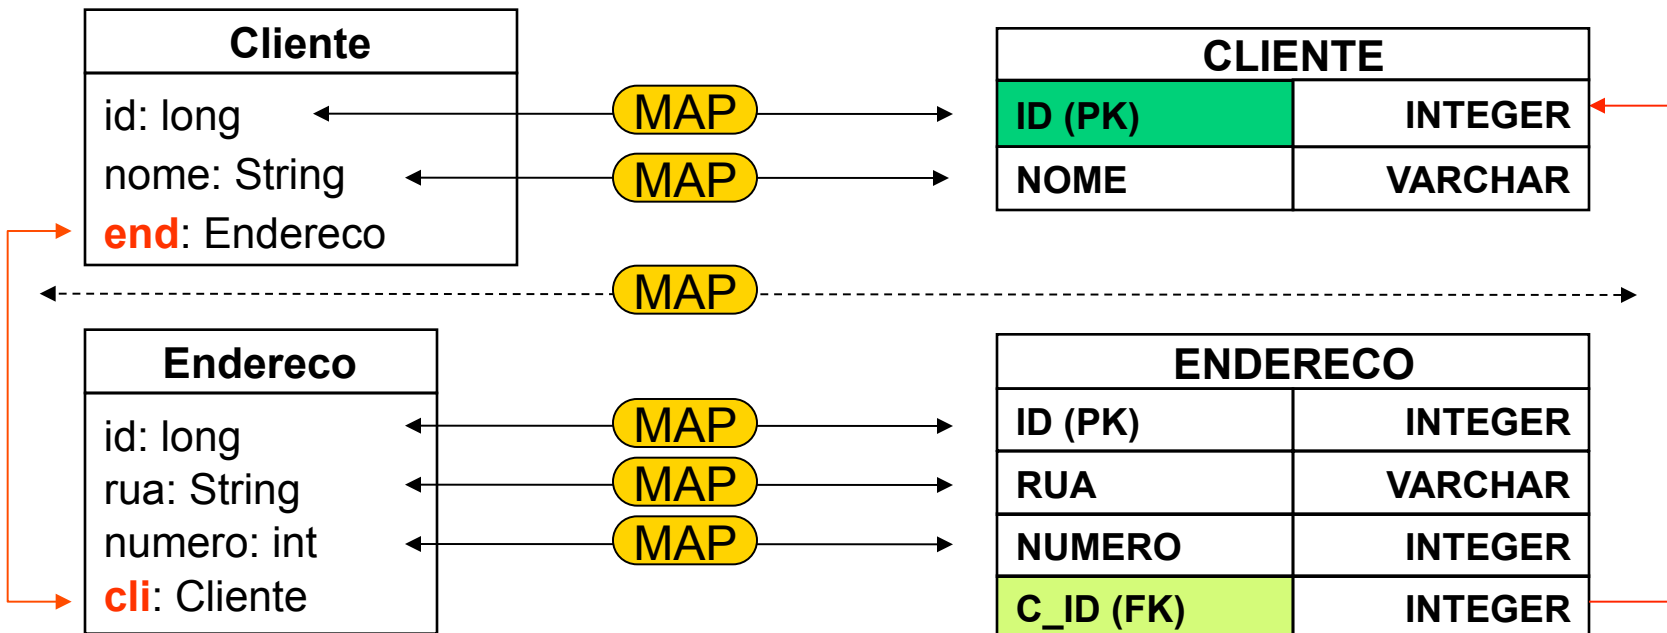 Cliente
id: long
nome: String
end: Endereco
MAP
MAP
CLIENTE
ID (PK) INTEGER
NOME VARCHAR
MAP
Endereco
id: long
rua: String
numero: int
cli: Cliente
MAP
MAP
MAP
ENDERECO
ID (PK) INTEGER
RUA VARCHAR
NUMERO INTEGER
C_ID (FK) INTEGER